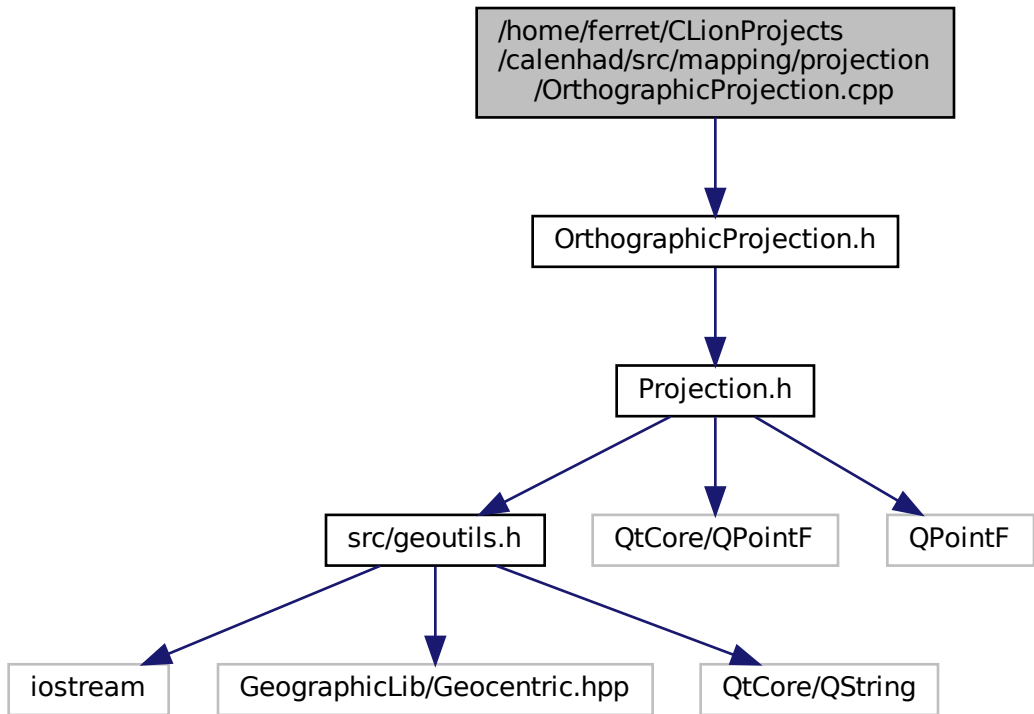 /home/ferret/CLionProjects
/calenhad/src/mapping/projection
/OrthographicProjection.cpp
OrthographicProjection.h
Projection.h
src/geoutils.h
QtCore/QPointF
QPointF
iostream
GeographicLib/Geocentric.hpp
QtCore/QString